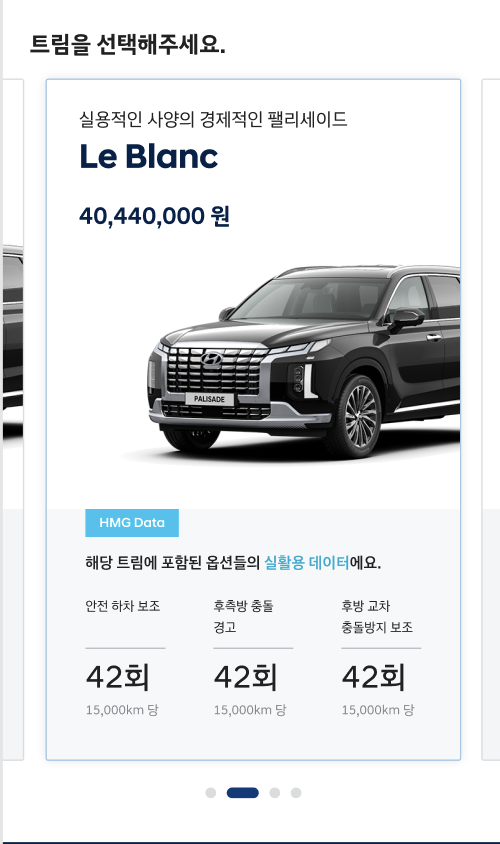 트림을 선택해주세요.
실용적인 사양의 경제적인 팰리세이드
Le Blanc
40,440,000 원
PALISADE
HMG Data
해당 트림에 포함된 옵션들의 실활용 데이터에요.
안전 하차 보조
42회
15,000km 당
후측방 충돌
경고
42회
15,000km 당
후방 교차
충돌방지 보조
42회
15,000km 당